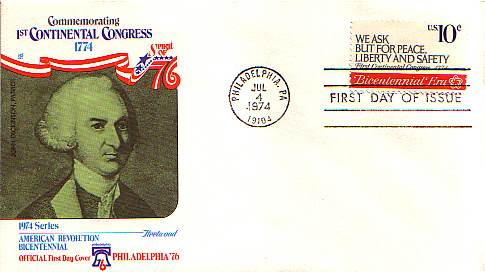 Commemorating
1ST CONTINENTAL CONGRESS
1774
SPIRIT OF
76
U.S. 10c
WE ASK
BUT FOR PEACE,
LIBERTY AND SAFETY
First Continental Congress 1774
Bicentennial Era
PHILADELPHIA, PA
JUL
4
1974
19104
FIRST DAY OF ISSUE
1974 Series
AMERICAN REVOLUTION
BICENTENNIAL
Fleetwood
OFFICIAL First Day Cover
PHILADELPHIA '76